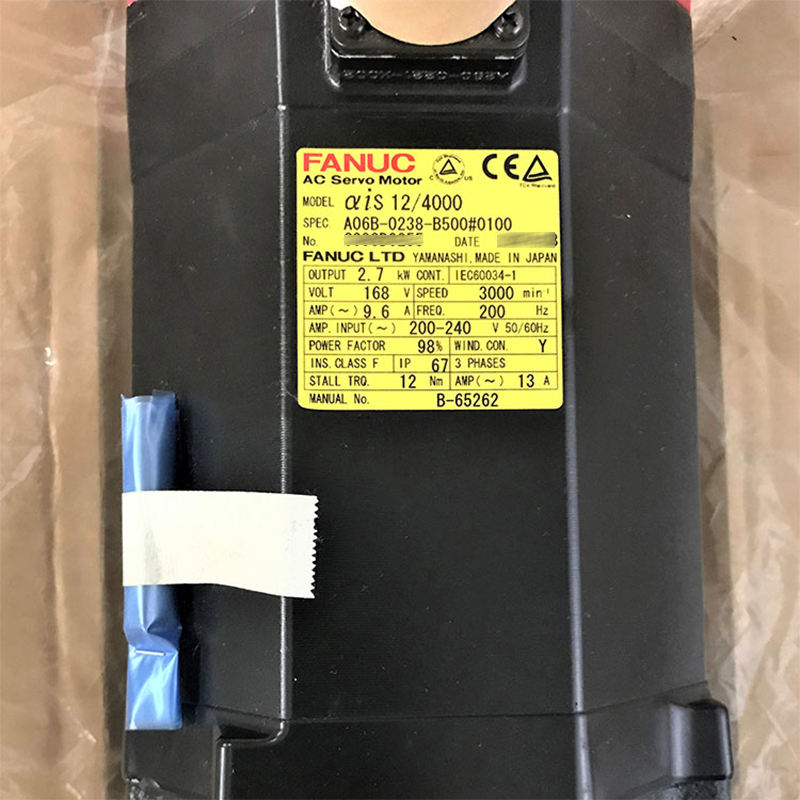 FANUC
AC Servo Motor
MODEL αiS 12/4000
SPEC. A06B-0238-B500#0100
No. DATE
FANUC LTD YAMANASHI, MADE IN JAPAN
OUTPUT 2.7 kW CONT. IEC60034-1
VOLT 168 V SPEED 3000 min⁻¹
AMP(~) 9.6 A FREQ. 200 Hz
AMP. INPUT(~) 200-240 V 50/60Hz
POWER FACTOR 98% WIND. CON. Y
INS. CLASS F IP 67 3 PHASES
STALL TRQ. 12 Nm AMP(~) 13 A
MANUAL No. B-65262